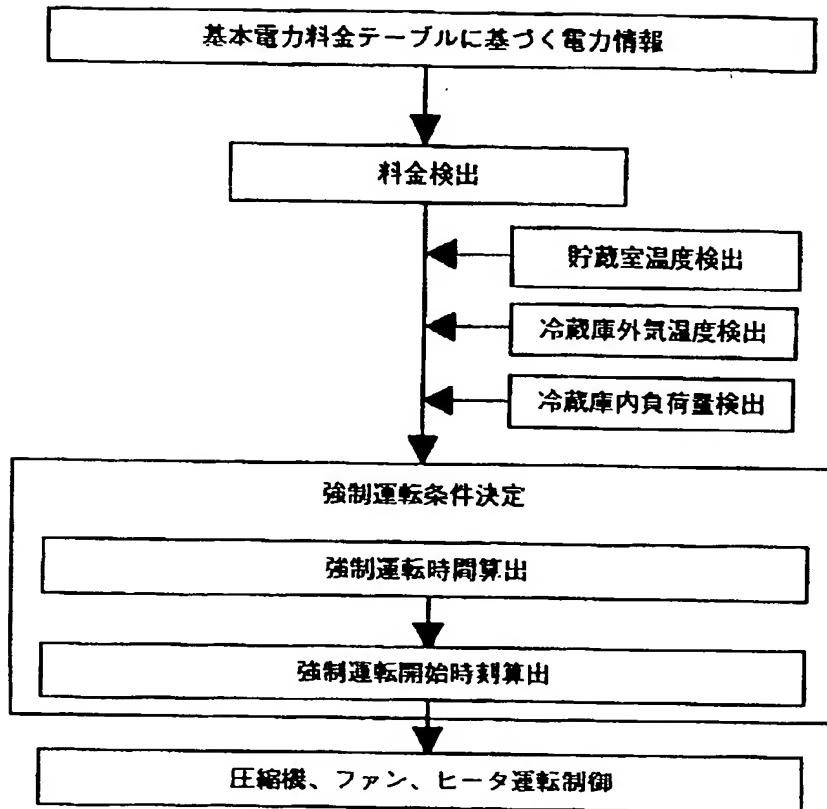 基本電力料金テーブルに基づく電力情報
料金検出
貯蔵室温度検出
冷蔵庫外気温度検出
冷蔵庫内負荷量検出
強制運転条件決定
強制運転時間算出
強制運転開始時刻算出
圧縮機、ファン、ヒータ運転制御